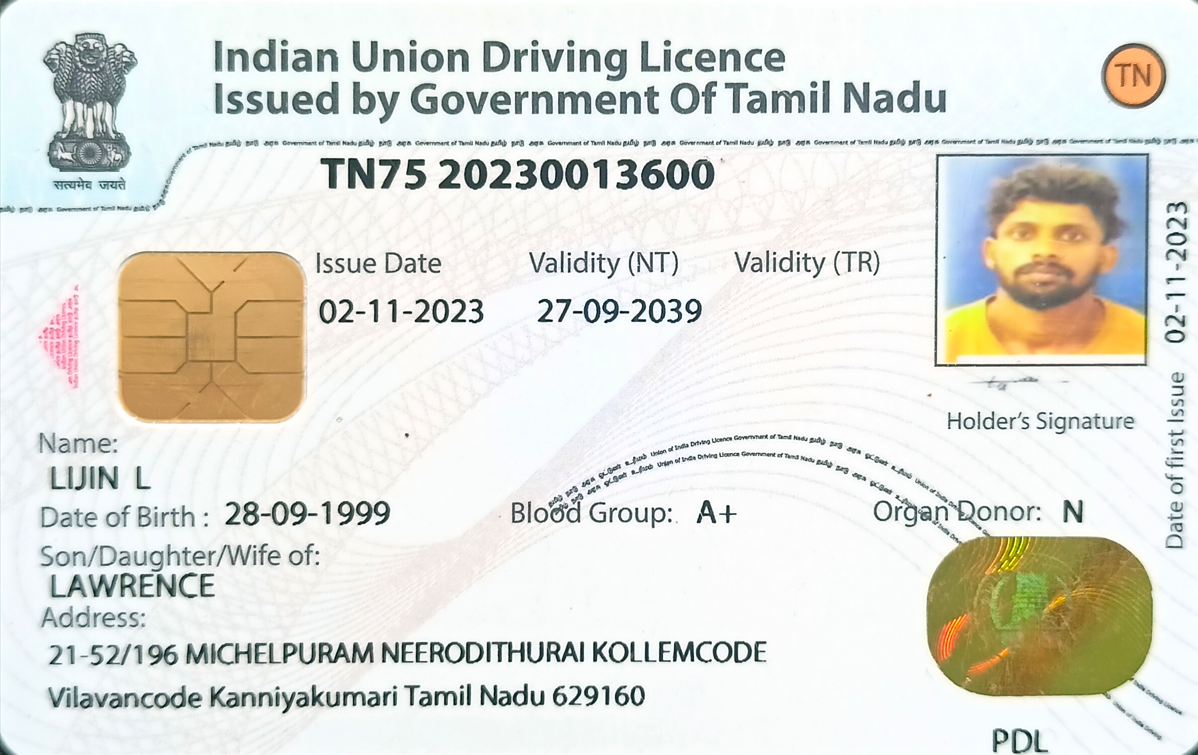 Indian Union Driving Licence
Issued by Government Of Tamil Nadu
TN
सत्यमेव जयते
TN75 20230013600
Issue Date Validity (NT) Validity (TR)
02-11-2023 27-09-2039
Holder's Signature
Date of first Issue 02-11-2023
Name:
LIJIN L
Date of Birth : 28-09-1999 Blood Group: A+ Organ Donor: N
Son/Daughter/Wife of:
LAWRENCE
Address:
21-52/196 MICHELPURAM NEERODITHURAI KOLLEMCODE
Vilavancode Kanniyakumari Tamil Nadu 629160
PDL